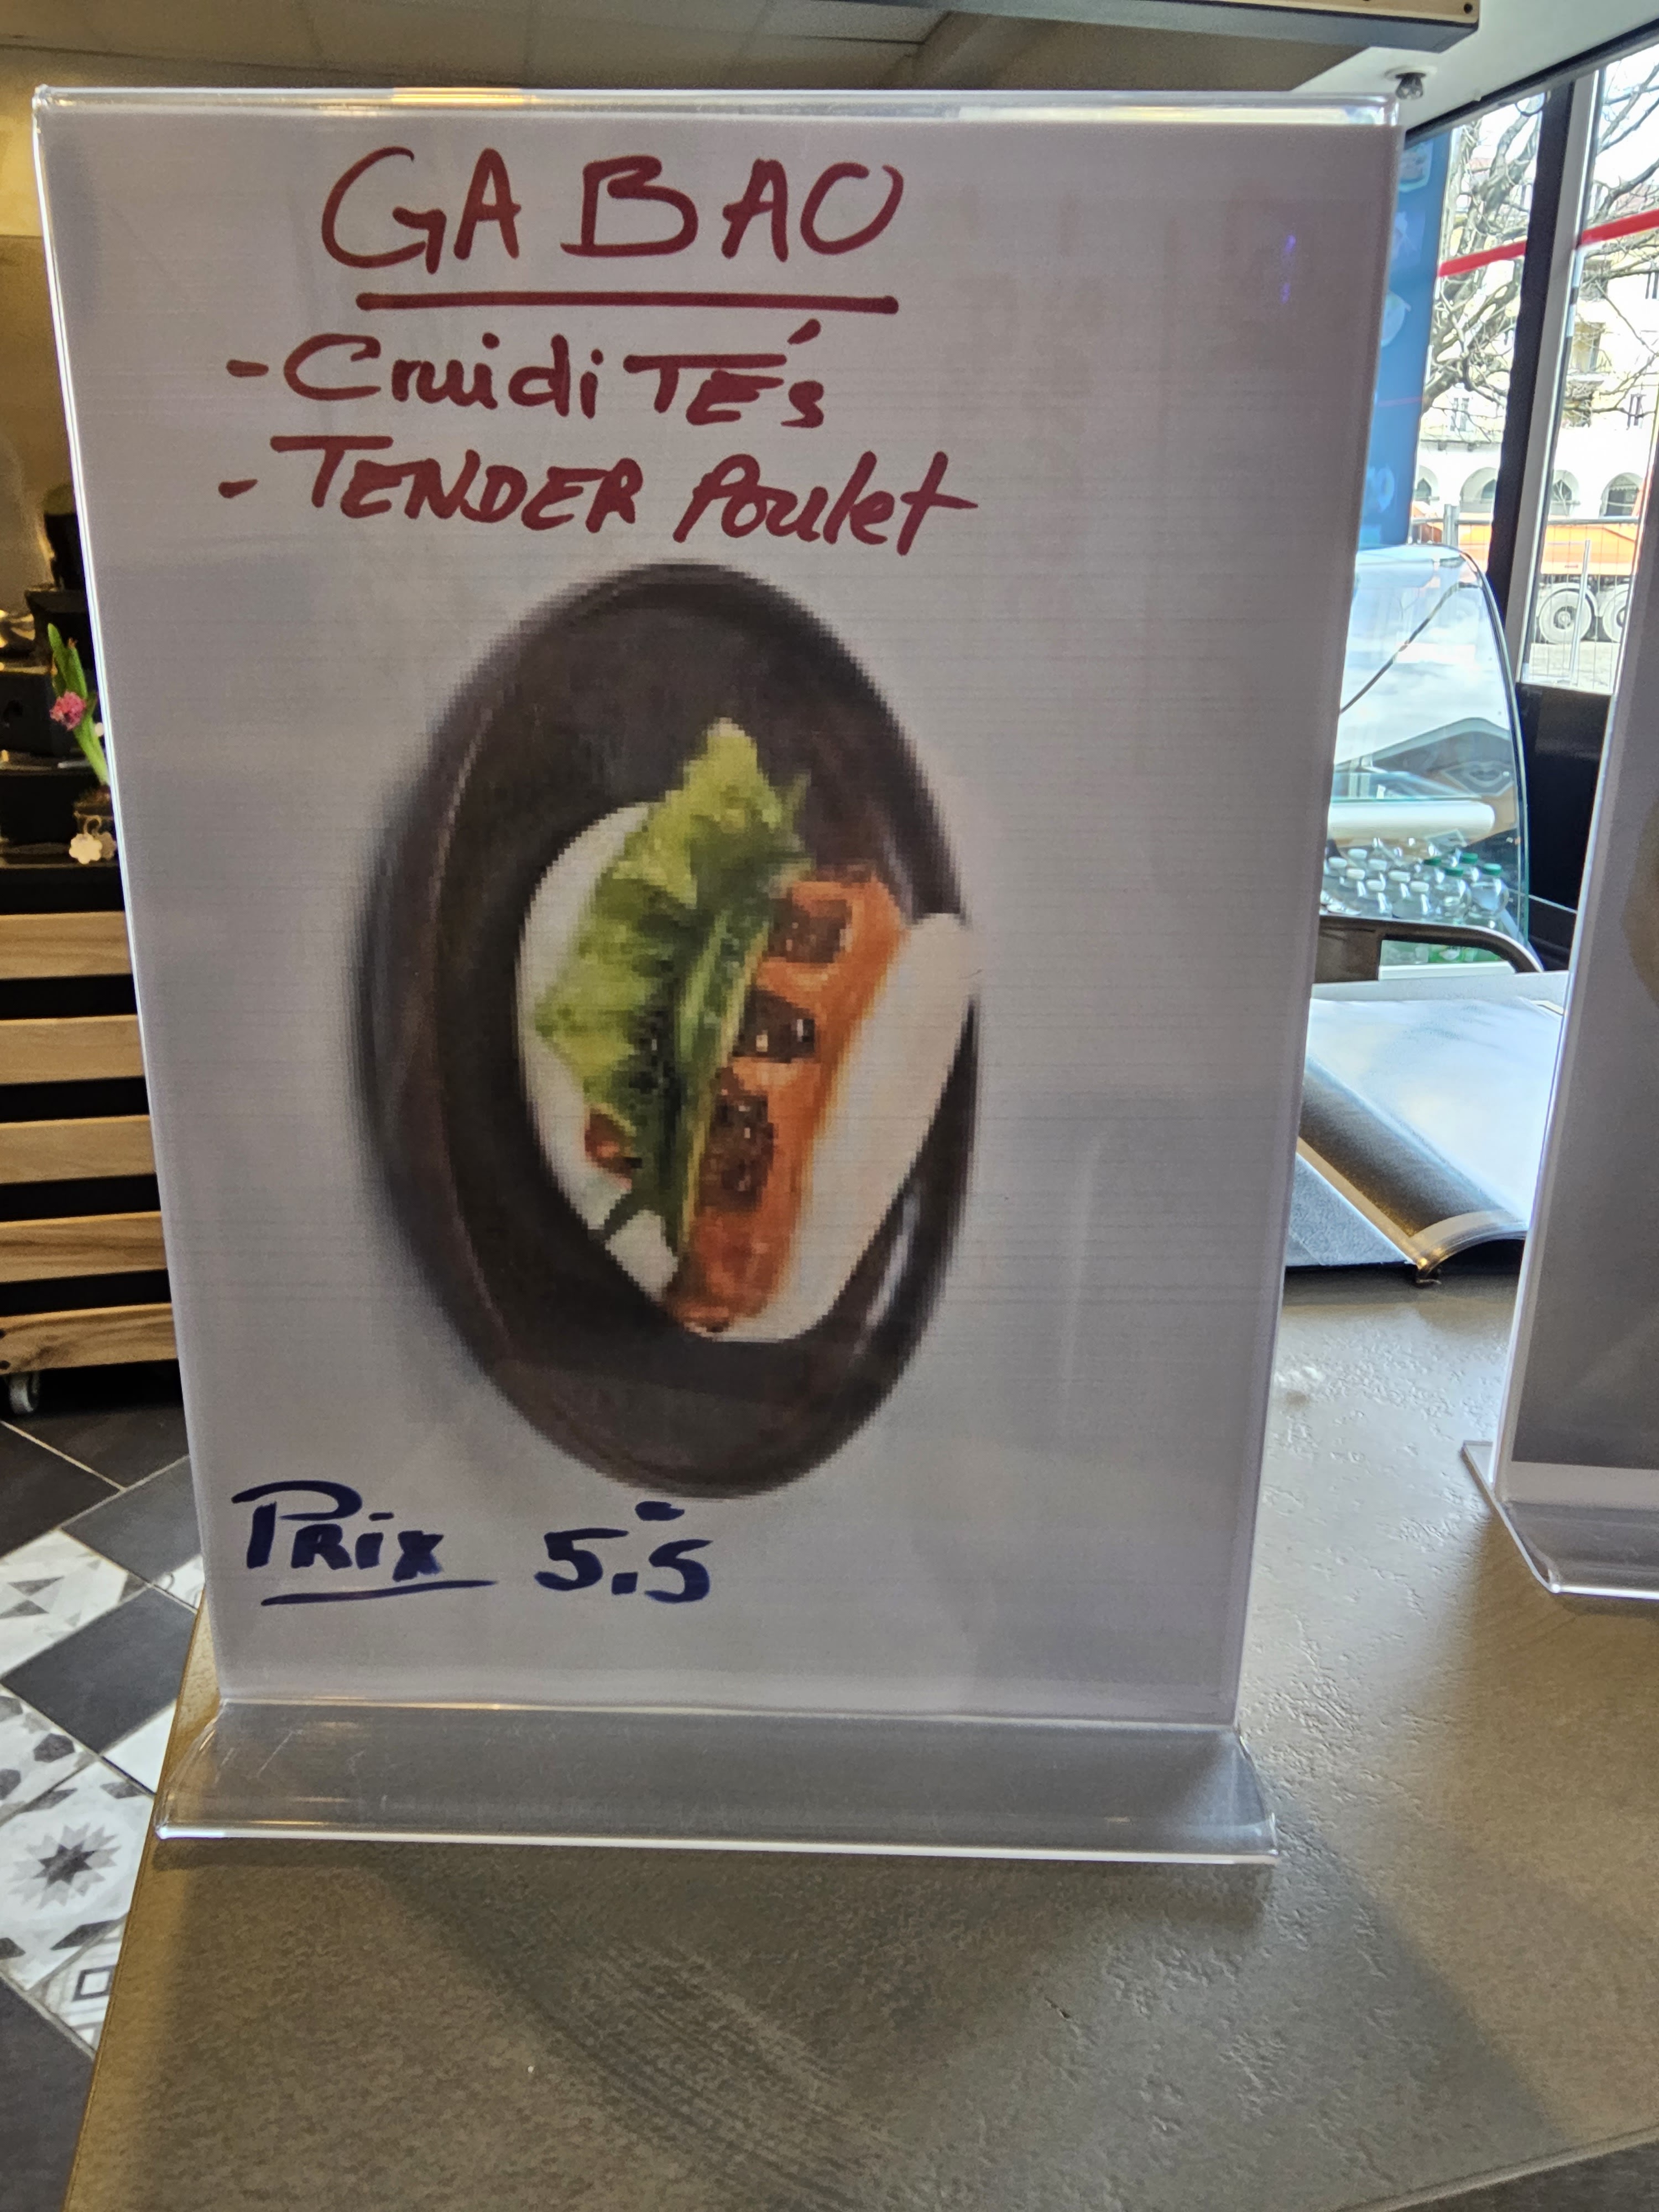 GA BAO
- CruidiTÉs
- TENDER Poulet
Prix 5.5